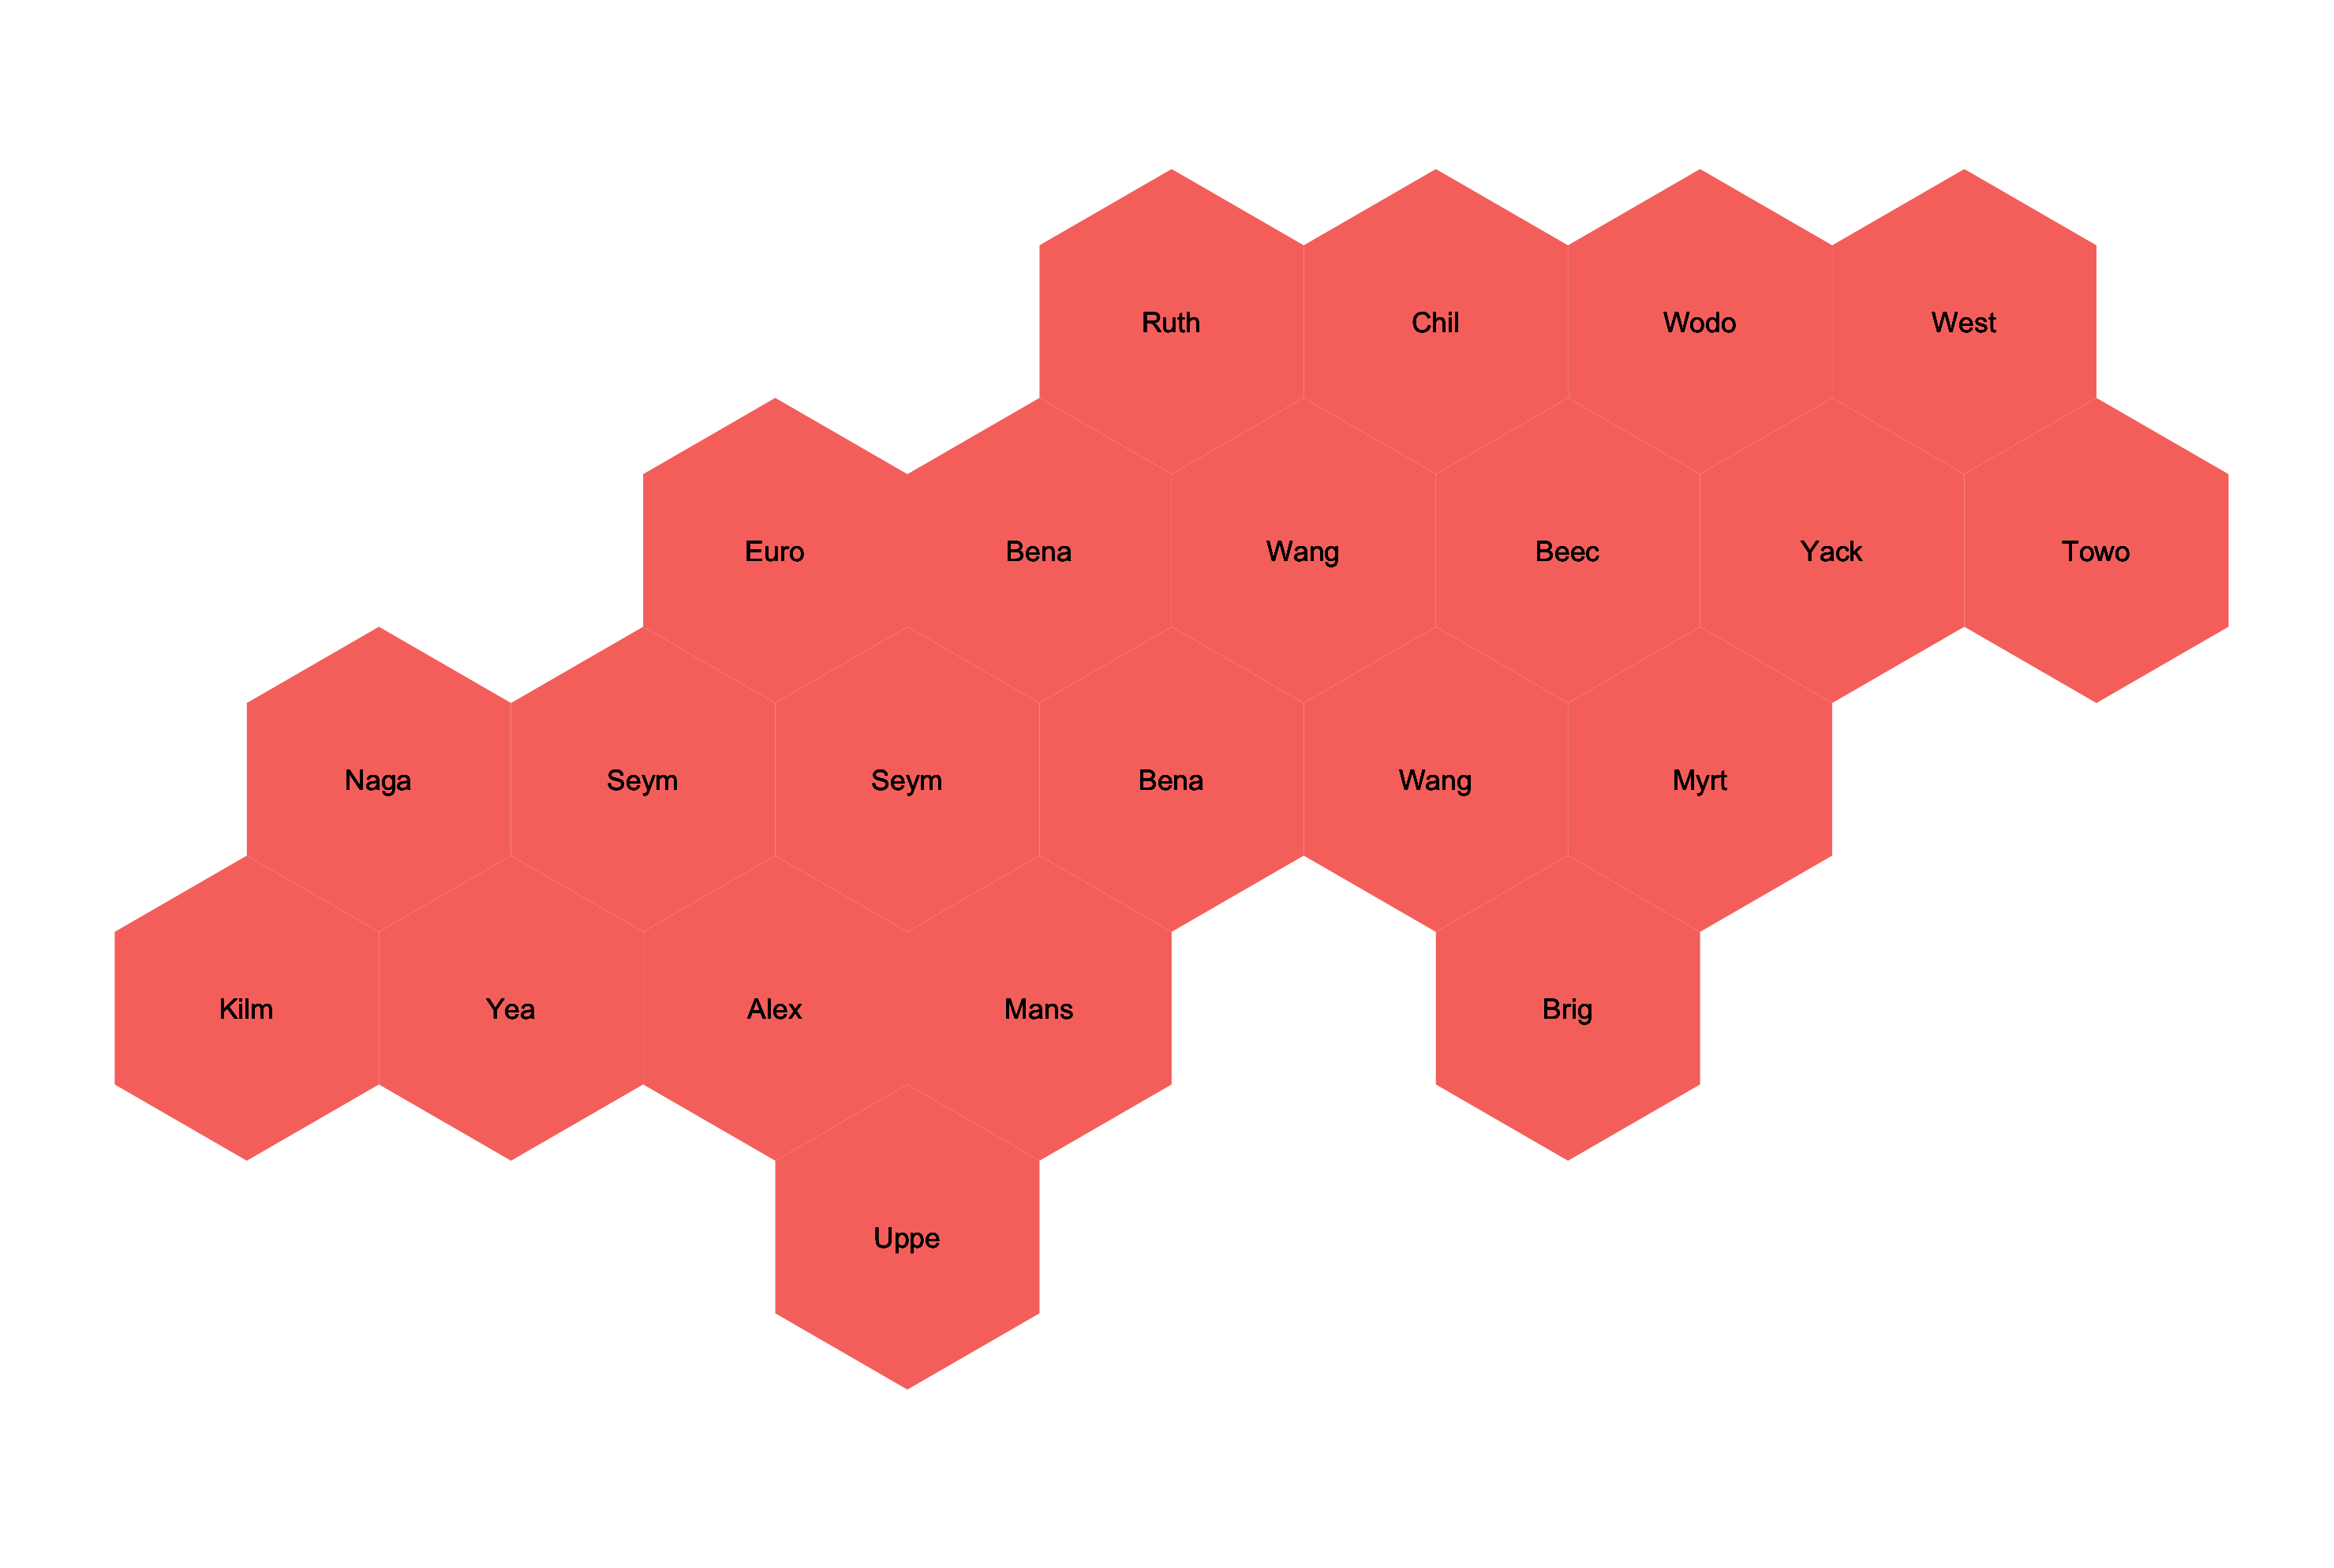 Ruth Chil Wodo West
Euro Bena Wang Beec Yack Towo
Naga Seym Seym Bena Wang Myrt
Kilm Yea Alex Mans Brig
Uppe